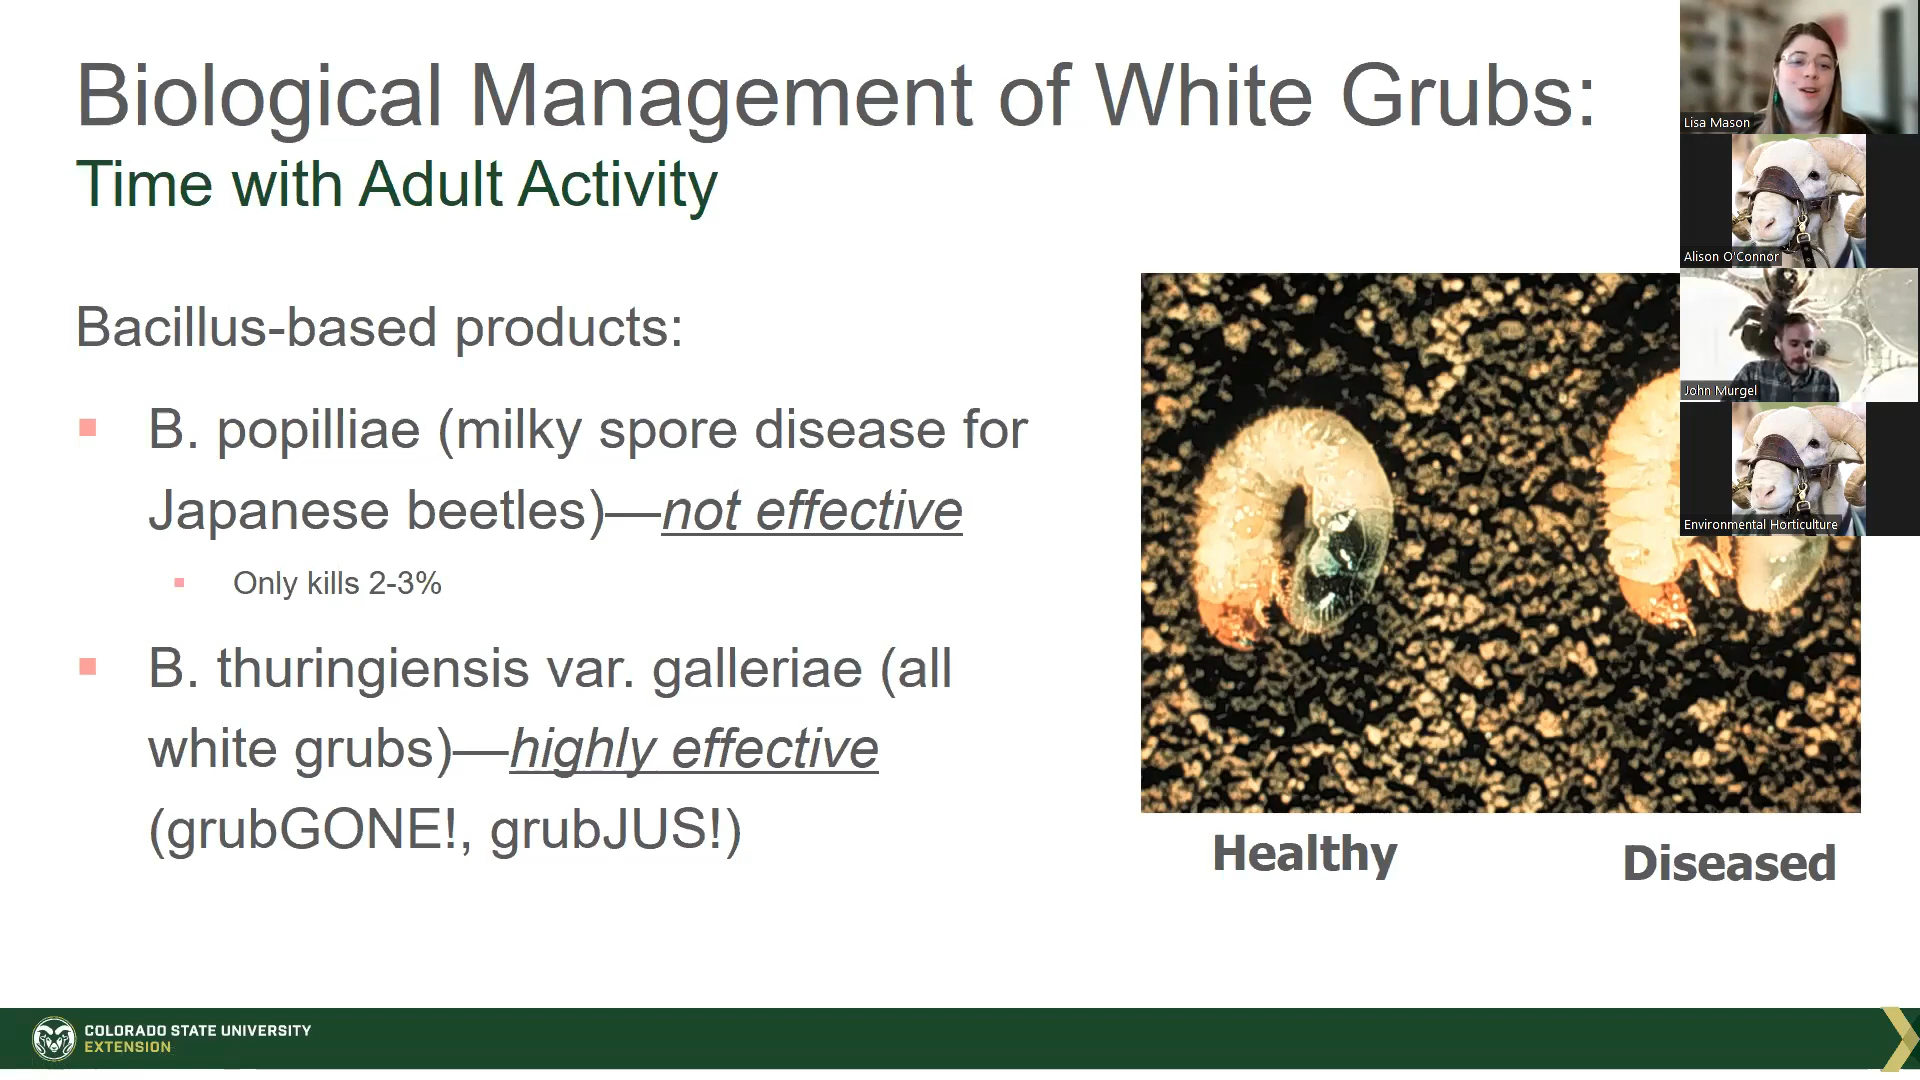 Biological Management of White Grubs:
Time with Adult Activity
Bacillus-based products:
B. popilliae (milky spore disease for
Japanese beetles)—not effective
Only kills 2-3%
B. thuringiensis var. galleriae (all
white grubs)—highly effective
(grubGONE!, grubJUS!)
Healthy
Diseased
Lisa Mason
Alison O'Connor
John Murgel
Environmental Horticulture
COLORADO STATE UNIVERSITY
EXTENSION